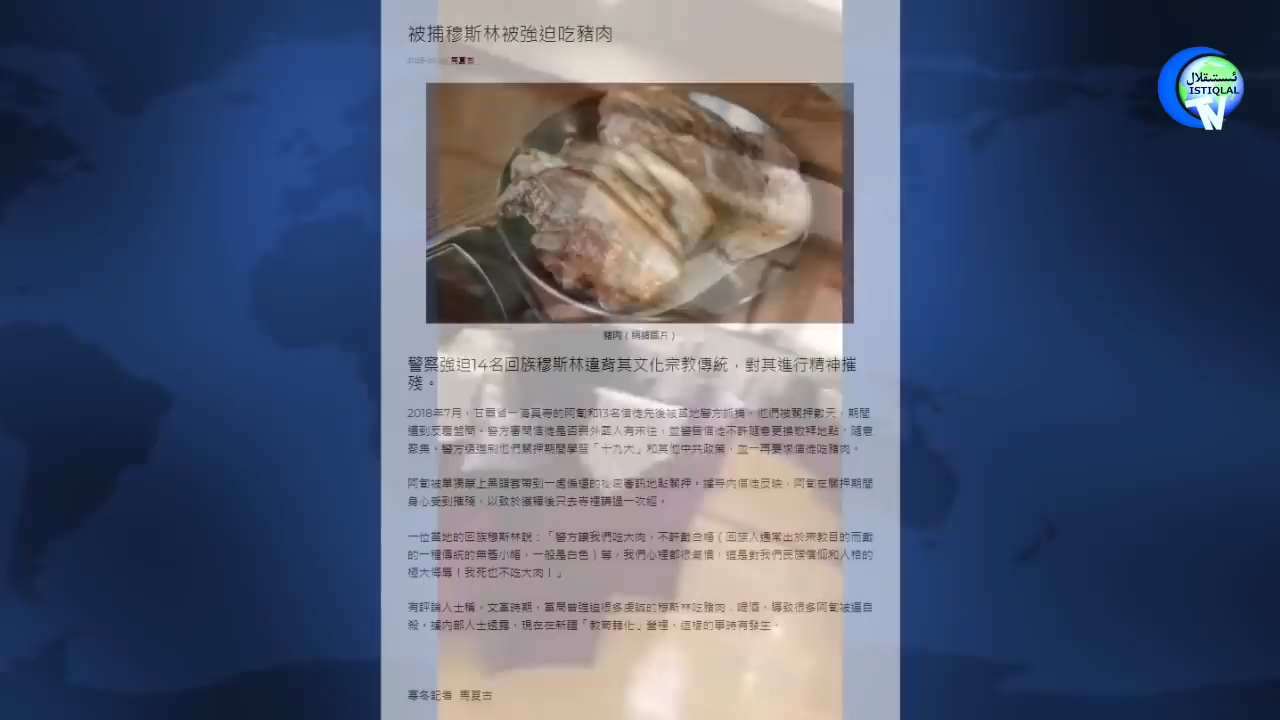 被捕穆斯林被強迫吃豬肉
馬夏古
ئىستىقلال
ISTIQLAL
TV
豬肉（網絡圖片）
警察強迫14名回族穆斯林違背其文化宗教傳統，對其進行精神摧
殘。
2018年7月，甘肅省一清真寺的阿訇和13名信徒先後被當地警方抓捕，他們被關押數天，期間
遭到反覆盤問。警方審問信徒是否與外國人有來往，並警告信徒不許隨意更換敬拜地點，隨意
聚集。警方還強制他們關押期間學習「十九大」和其他中共政策，並一再要求信徒吃豬肉。
阿訇被單獨蒙上黑頭套帶到一處偏遠的秘密審訊地點關押。據寺內信徒反映，阿訇在關押期間
身心受到摧殘，以致於獲釋後只去寺裡講過一次經。
一位當地的回族穆斯林說：「警方讓我們吃大肉，不許戴白帽（回族人通常出於宗教目的而戴
的一種傳統的無簷小帽，一般是白色）等，我們心裡都很氣憤，這是對我們民族信仰和人格的
極大侮辱！我死也不吃大肉！」
有評論人士稱，文革時期，當局曾強迫很多虔誠的穆斯林吃豬肉、喝酒，導致很多阿訇被逼自
殺。據內部人士透露，現在在新疆「教育轉化」營裡，這樣的事時有發生。
寒冬記者 馬夏古